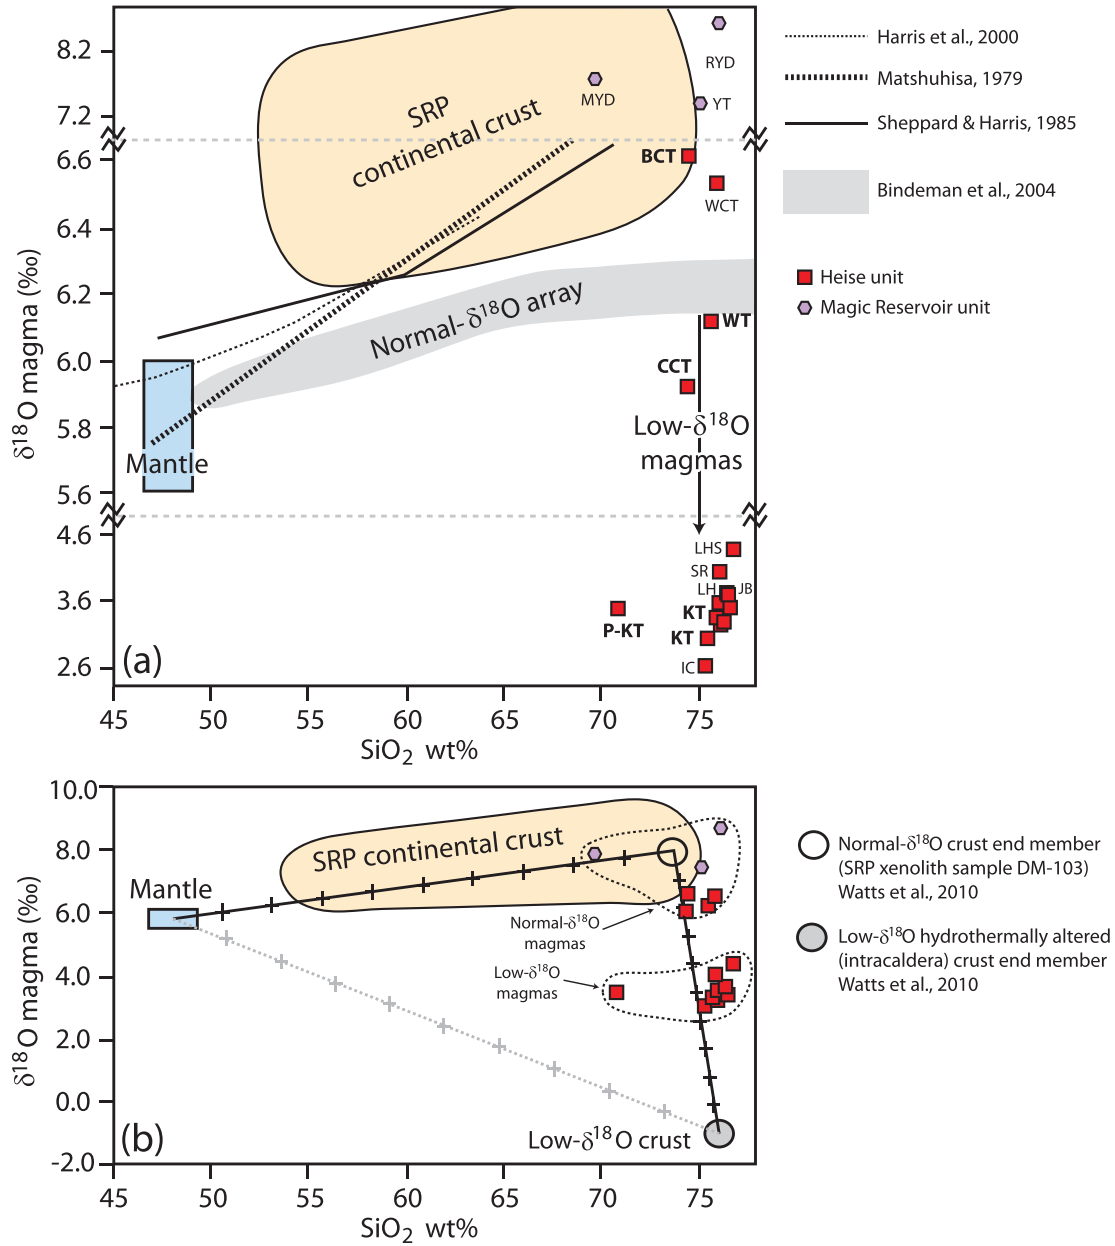 8.2
7.2
6.6
6.4
6.2
6.0
5.8
5.6
4.6
3.6
2.6
δ18O magma (‰)
SRP
continental crust
MYD
RYD
YT
BCT
WCT
Normal-δ18O array
WT
CCT
Low-δ18O
magmas
Mantle
LHS
SR
LH
JB
KT
P-KT
KT
IC
(a)
45
50
55
60
65
70
75
SiO2 wt%
Harris et al., 2000
Matshuhisa, 1979
Sheppard & Harris, 1985
Bindeman et al., 2004
Heise unit
Magic Reservoir unit
10.0
8.0
6.0
4.0
2.0
0.0
-2.0
δ18O magma (‰)
SRP continental crust
Mantle
Normal-δ18O
magmas
Low-δ18O
magmas
Low-δ18O crust
(b)
45
50
55
60
65
70
75
SiO2 wt%
Normal-δ18O crust end member
(SRP xenolith sample DM-103)
Watts et al., 2010
Low-δ18O hydrothermally altered
(intracaldera) crust end member
Watts et al., 2010